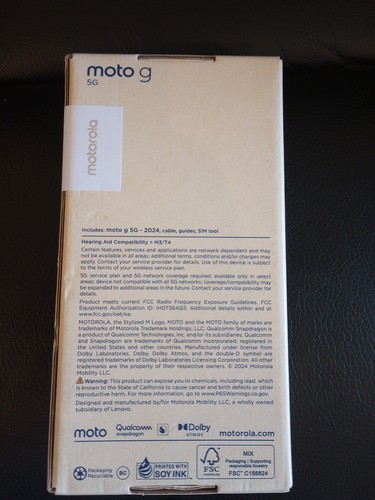 moto g
5G
motorola
Includes: moto g 5G - 2024, cable, guides, SIM tool
Hearing Aid Compatibility = M3/T4
Certain features, services and applications are network dependent and may
not be available in all areas; additional terms, conditions and/or charges may
apply. Contact your service provider for details. Use of this device is subject
to the terms of your wireless service plan.
5G service plan and 5G network coverage required; available only in select
areas; device not compatible with all 5G networks; coverage/compatibility may
be expanded to additional areas in the future. Contact your service provider for
details.
Product meets current FCC Radio Frequency Exposure Guidelines. FCC
Equipment Authorization ID: Additional details within and at
www.fcc.gov/oet/ea.
MOTOROLA, the Stylized M Logo, MOTO and the MOTO family of marks are
trademarks of Motorola Trademark Holdings, LLC. Qualcomm Snapdragon is
a product of Qualcomm Technologies, Inc. and/or its subsidiaries. Qualcomm
and Snapdragon are trademarks of Qualcomm Incorporated, registered in
the United States and other countries. Manufactured under license from
Dolby Laboratories. Dolby, Dolby Atmos, and the double-D symbol are
registered trademarks of Dolby Laboratories Licensing Corporation. All other
trademarks are the property of their respective owners. © 2024 Motorola
Mobility LLC.
Warning: This product can expose you to chemicals, including lead, which
is known to the State of California to cause cancer and birth defects or other
reproductive harm. For more information, go to www.P65Warnings.ca.gov.
Designed and manufactured by/for Motorola Mobility LLC, a wholly owned
subsidiary of Lenovo.
moto
Qualcomm
snapdragon
Dolby
ATMOS
motorola.com
Packaging
Recyclable
BC
PRINTED WITH
SOY INK
FSC
www.fsc.org
MIX
Packaging | Supporting
responsible forestry
FSC® C156624